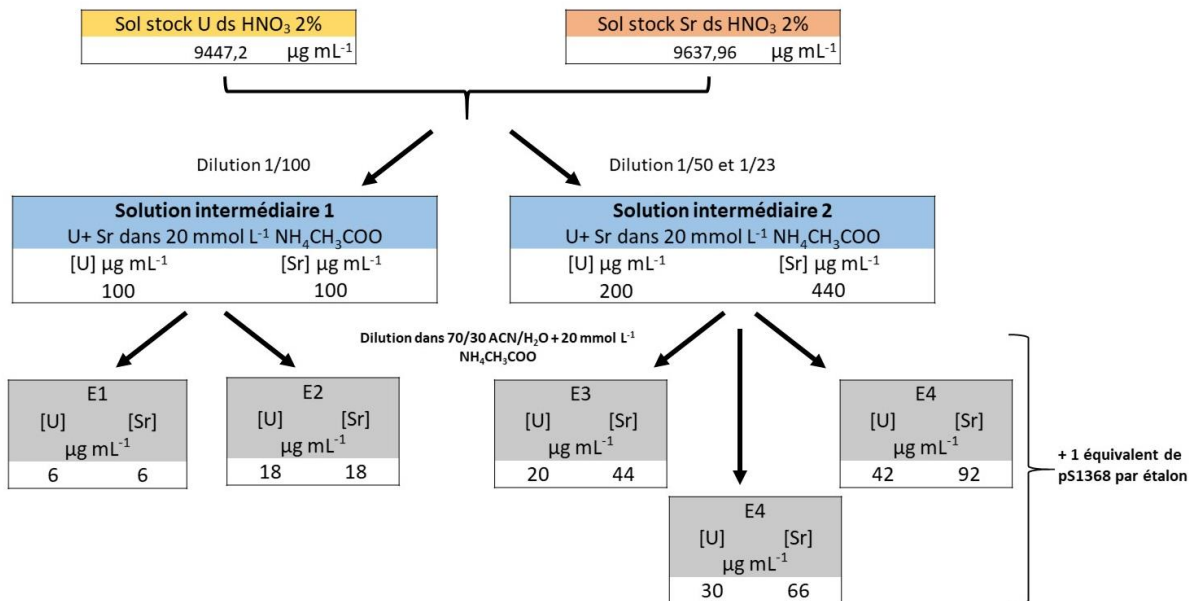 Sol stock U ds HNO₃ 2%
9447,2 µg mL⁻¹
Sol stock Sr ds HNO₃ 2%
9637,96 µg mL⁻¹
Dilution 1/100
Dilution 1/50 et 1/23
Solution intermédiaire 1
U+ Sr dans 20 mmol L⁻¹ NH₄CH₃COO
[U] µg mL⁻¹ [Sr] µg mL⁻¹
100 100
Solution intermédiaire 2
U+ Sr dans 20 mmol L⁻¹ NH₄CH₃COO
[U] µg mL⁻¹ [Sr] µg mL⁻¹
200 440
Dilution dans 70/30 ACN/H₂O + 20 mmol L⁻¹
NH₄CH₃COO
E1
[U] [Sr]
µg mL⁻¹
6 6
E2
[U] [Sr]
µg mL⁻¹
18 18
E3
[U] [Sr]
µg mL⁻¹
20 44
E4
[U] [Sr]
µg mL⁻¹
42 92
+ 1 équivalent de
pS1368 par étalon
E4
[U] [Sr]
µg mL⁻¹
30 66